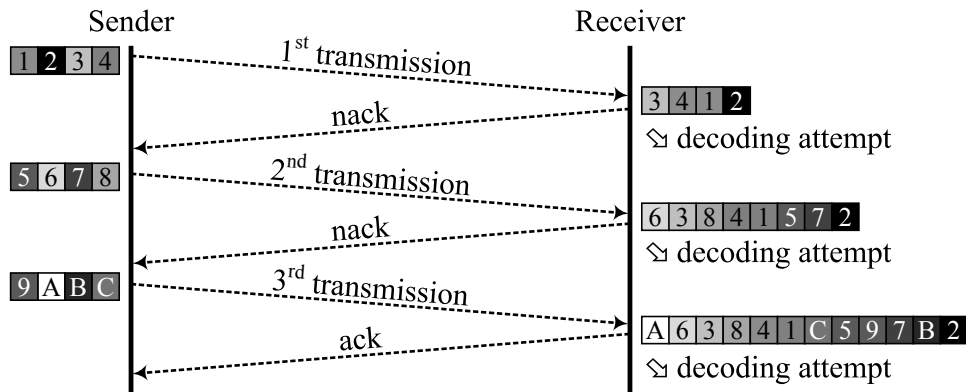 Sender
Receiver
1 2 3 4
1st transmission
3 4 1 2
nack
decoding attempt
5 6 7 8
2nd transmission
6 3 8 4 1 5 7 2
nack
decoding attempt
9 A B C
3rd transmission
A 6 3 8 4 1 C 5 9 7 B 2
ack
decoding attempt